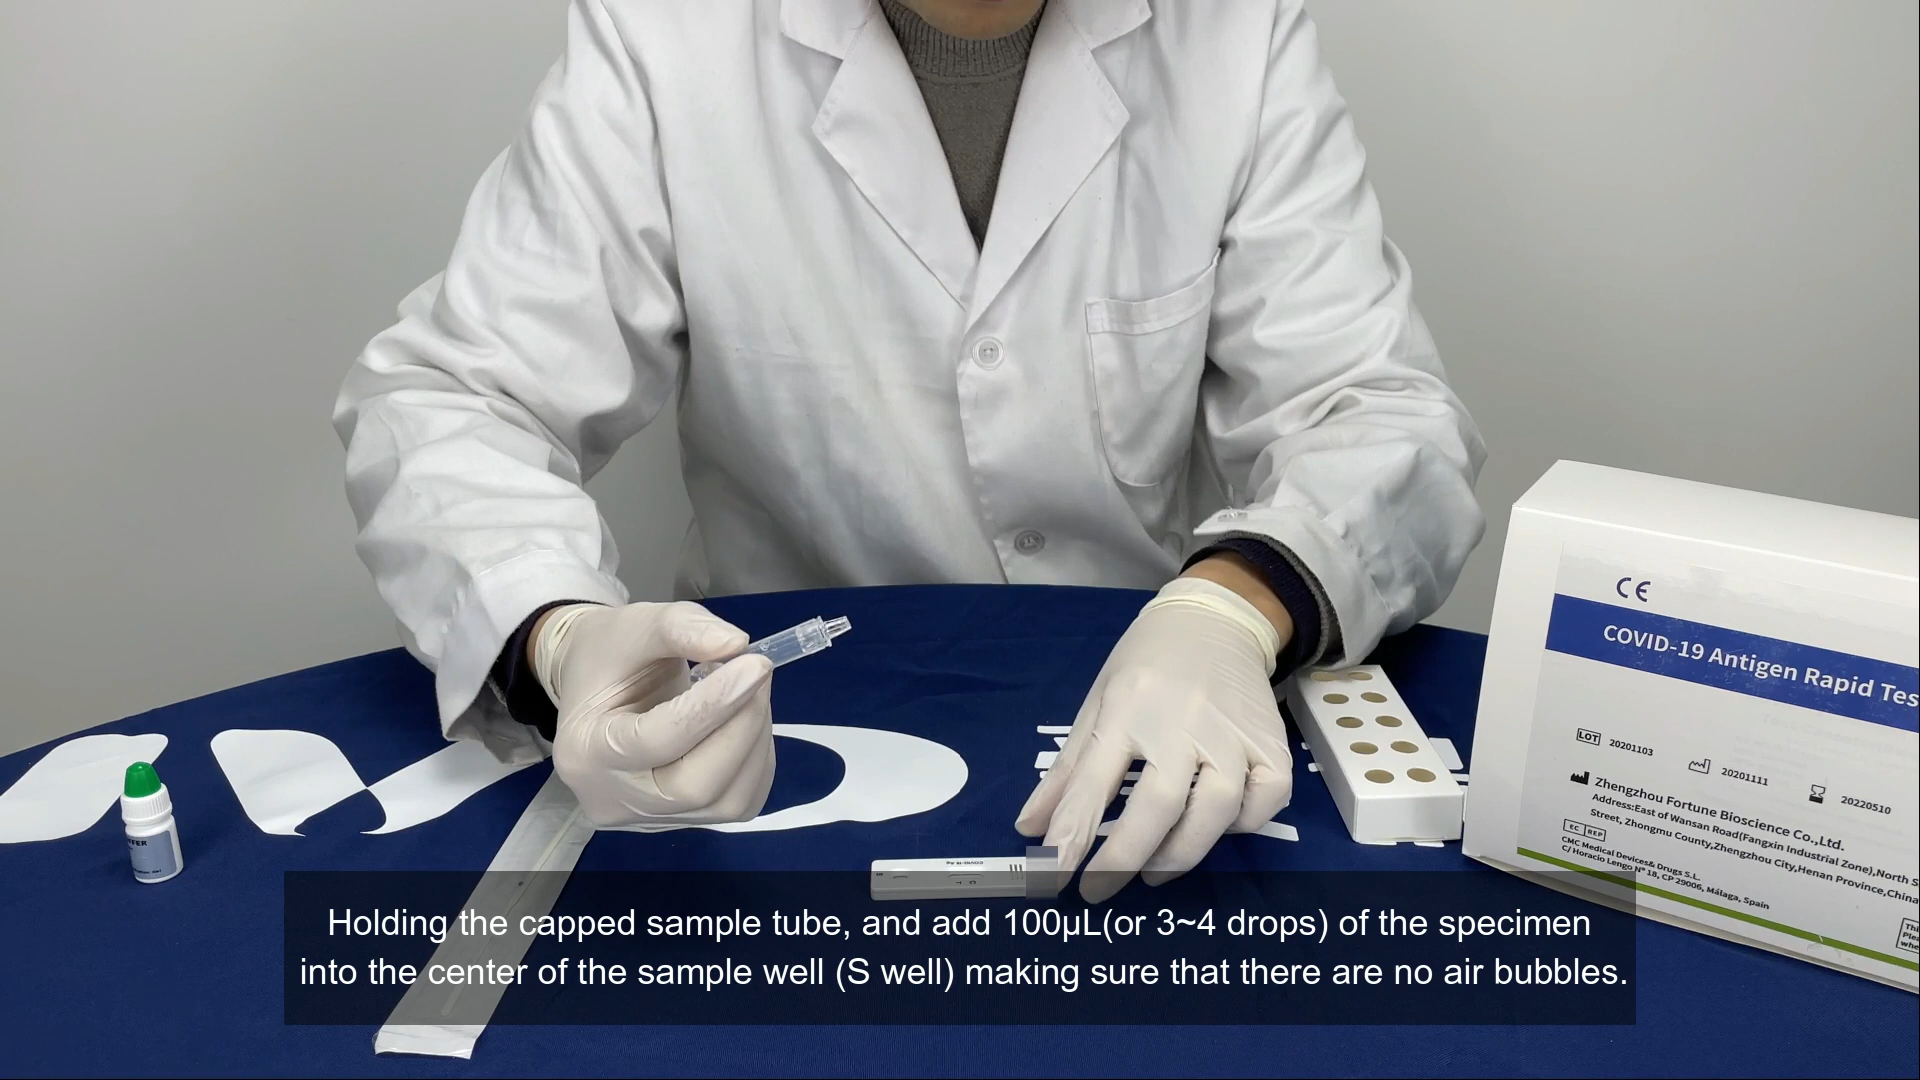 CE
COVID-19 Antigen Rapid Tes
LOT 20201103
20201111
20220510
Zhengzhou Fortune Bioscience Co.,Ltd.
Address:East of Wansan Road(Fangxin Industrial Zone),North S
Street, Zhongmu County,Zhengzhou City,Henan Province,China
EC REP
CMC Medical Devices& Drugs S.L.
C/ Horacio Lengo Nº 18, CP 29006, Málaga, Spain
COVID-19 Ag
Holding the capped sample tube, and add 100µL(or 3~4 drops) of the specimen
into the center of the sample well (S well) making sure that there are no air bubbles.